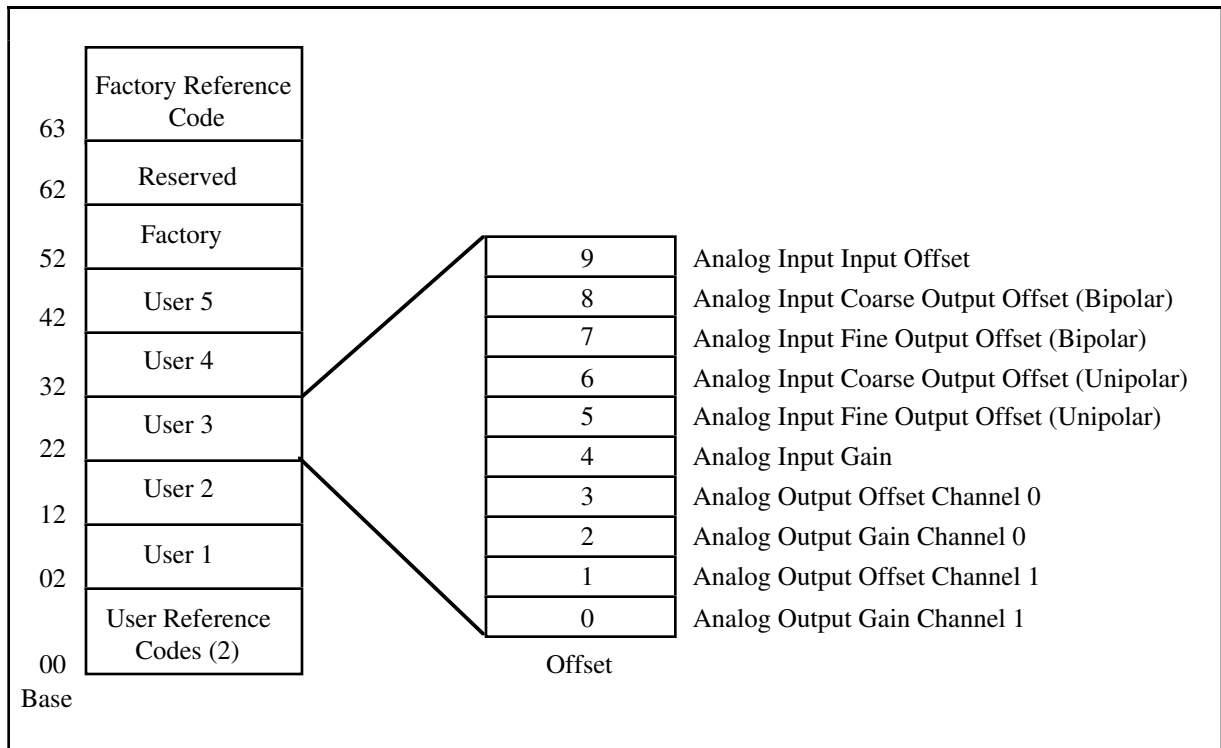 Factory Reference
Code
63
Reserved
62
Factory
52
User 5
42
User 4
32
User 3
22
User 2
12
User 1
02
User Reference
Codes (2)
00
Base
9 Analog Input Input Offset
8 Analog Input Coarse Output Offset (Bipolar)
7 Analog Input Fine Output Offset (Bipolar)
6 Analog Input Coarse Output Offset (Unipolar)
5 Analog Input Fine Output Offset (Unipolar)
4 Analog Input Gain
3 Analog Output Offset Channel 0
2 Analog Output Gain Channel 0
1 Analog Output Offset Channel 1
0 Analog Output Gain Channel 1
Offset